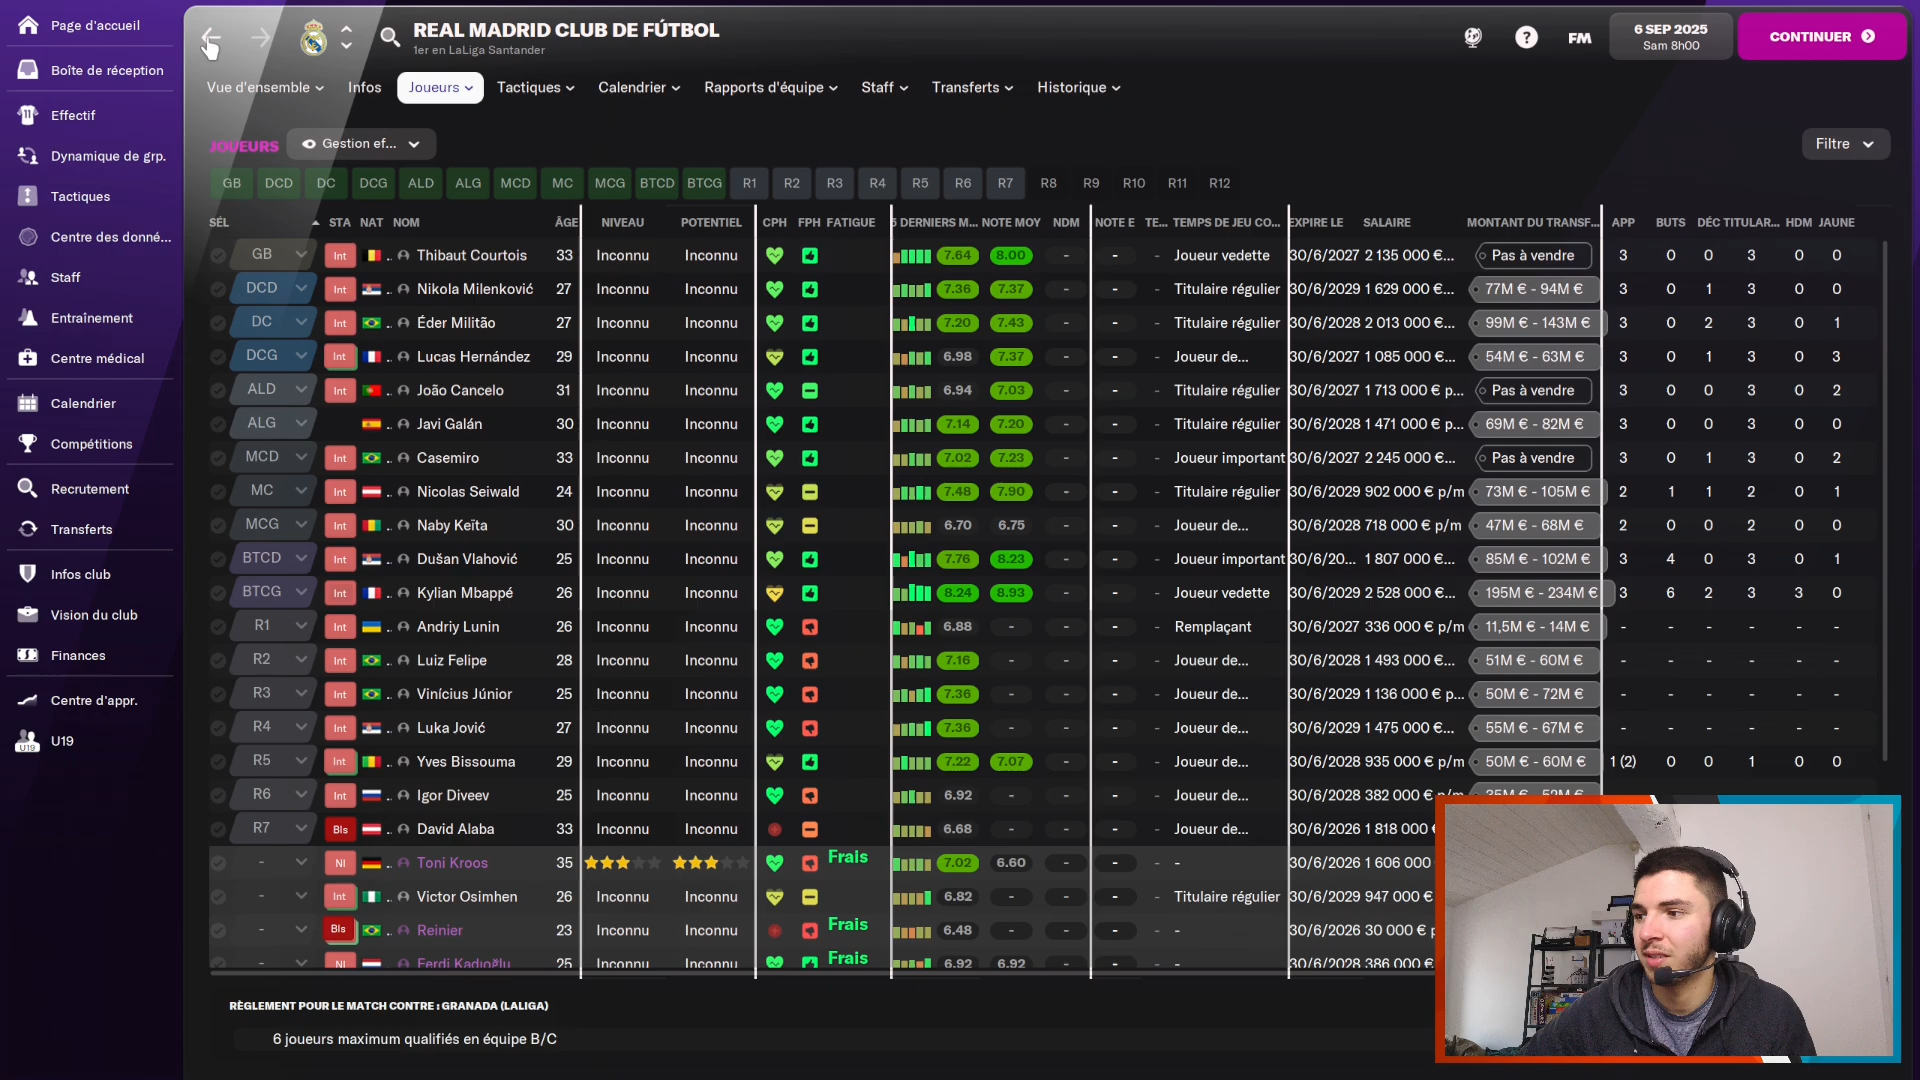 Page d'accueil
Boîte de réception
Effectif
Dynamique de grp.
Tactiques
Centre des donné...
Staff
Entraînement
Centre médical
Calendrier
Compétitions
Recrutement
Transferts
Infos club
Vision du club
Finances
Centre d'appr.
U19
U19
REAL MADRID CLUB DE FÚTBOL
1er en LaLiga Santander
? FM
6 SEP 2025
Sam 8h00
CONTINUER
Vue d'ensemble Infos Joueurs Tactiques Calendrier Rapports d'équipe Staff Transferts Historique
JOUEURS Gestion ef... Filtre
GB DCD DC DCG ALD ALG MCD MC MCG BTCD BTCG R1 R2 R3 R4 R5 R6 R7 R8 R9 R10 R11 R12
SÉL STA NAT NOM ÂGE NIVEAU POTENTIEL CPH FPH FATIGUE 5 DERNIERS M... NOTE MOY NDM NOTE E TE... TEMPS DE JEU CO... EXPIRE LE SALAIRE MONTANT DU TRANSF... APP BUTS DÉC TITULAR... HDM JAUNE
GB Int . Thibaut Courtois 33 Inconnu Inconnu 7.64 8.00 - - Joueur vedette 30/6/2027 2 135 000 €... Pas à vendre 3 0 0 3 0 0
DCD Int . Nikola Milenković 27 Inconnu Inconnu 7.36 7.37 - - - Titulaire régulier 30/6/2029 1 629 000 €... 77M € - 94M € 3 0 1 3 0 0
DC Int . Éder Militão 27 Inconnu Inconnu 7.20 7.43 - - - Titulaire régulier 30/6/2028 2 013 000 €... 99M € - 143M € 3 0 2 3 0 1
DCG Int . Lucas Hernández 29 Inconnu Inconnu 6.98 7.37 - - - Joueur de... 30/6/2027 1 085 000 €... 54M € - 63M € 3 0 1 3 0 3
ALD Int . João Cancelo 31 Inconnu Inconnu 6.94 7.03 - - - Titulaire régulier 30/6/2027 1 713 000 € p... Pas à vendre 3 0 0 3 0 2
ALG . Javi Galán 30 Inconnu Inconnu 7.14 7.20 - - - Titulaire régulier 30/6/2028 1 471 000 € p... 69M € - 82M € 3 0 0 3 0 0
MCD Int . Casemiro 33 Inconnu Inconnu 7.02 7.23 - - - Joueur important 30/6/2027 2 245 000 €... Pas à vendre 3 0 1 3 0 2
MC Int . Nicolas Seiwald 24 Inconnu Inconnu 7.48 7.90 - - - Titulaire régulier 30/6/2029 902 000 € p/m 73M € - 105M € 2 1 1 2 0 1
MCG Int . Naby Keïta 30 Inconnu Inconnu 6.70 6.75 - - - Joueur de... 30/6/2028 718 000 € p/m 47M € - 68M € 2 0 0 2 0 0
BTCD Int . Dušan Vlahović 25 Inconnu Inconnu 7.76 8.23 - - - Joueur important 30/6/20... 1 807 000 €... 85M € - 102M € 3 4 0 3 0 1
BTCG Int . Kylian Mbappé 26 Inconnu Inconnu 8.24 8.93 - - - Joueur vedette 30/6/2029 2 528 000 €... 195M € - 234M € 3 6 2 3 3 0
R1 Int . Andriy Lunin 26 Inconnu Inconnu 6.88 - - - - Remplaçant 30/6/2027 336 000 € p/m 11,5M € - 14M € - - - - - -
R2 Int . Luiz Felipe 28 Inconnu Inconnu 7.16 - - - - Joueur de... 30/6/2028 1 493 000 €... 51M € - 60M € - - - - - -
R3 Int . Vinícius Júnior 25 Inconnu Inconnu 7.36 - - - - Joueur de... 30/6/2029 1 136 000 € p... 50M € - 72M € - - - - - -
R4 Int . Luka Jović 27 Inconnu Inconnu 7.36 - - - - Joueur de... 30/6/2029 1 475 000 €... 55M € - 67M € - - - - - -
R5 Int . Yves Bissouma 29 Inconnu Inconnu 7.22 7.07 - - - Joueur de... 30/6/2028 935 000 € p/m 50M € - 60M € 1 (2) 0 0 1 0 0
R6 Int . Igor Diveev 25 Inconnu Inconnu 6.92 - - - - Joueur de... 30/6/2028 382 000 € p/m
R7 Bls . David Alaba 33 Inconnu Inconnu 6.68 - - - - Joueur de... 30/6/2026 1 818 000
- NI . Toni Kroos 35 Frais 7.02 6.60 - - - 30/6/2026 1 606 000
- Int . Victor Osimhen 26 Inconnu Inconnu 6.82 - - - - Titulaire régulier 30/6/2029 947 000 €
- Bls . Reinier 23 Inconnu Inconnu Frais 6.48 - - - - 30/6/2026 30 000 €
- NI . Ferdi Kadıoğlu 25 Inconnu Inconnu Frais 6.92 6.92 - - - 30/6/2028 386 000 €
RÈGLEMENT POUR LE MATCH CONTRE : GRANADA (LALIGA)
6 joueurs maximum qualifiés en équipe B/C